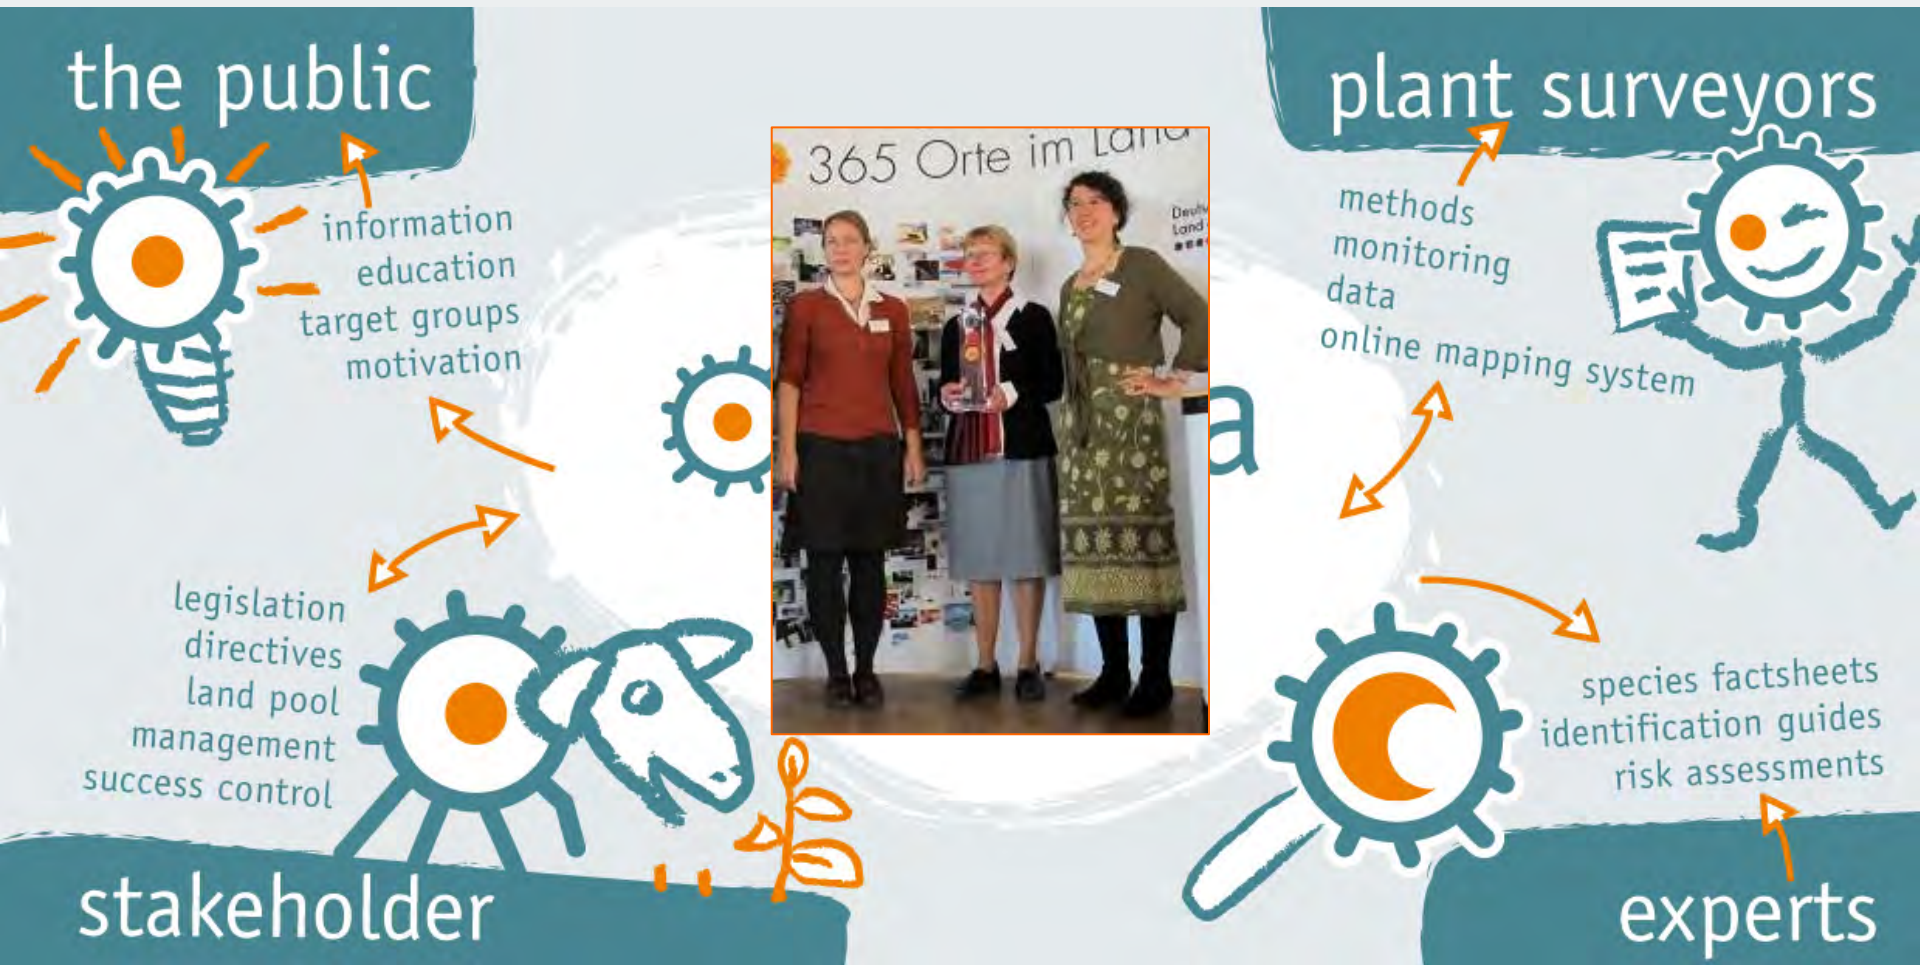 the public
information
education
target groups
motivation
plant surveyors
methods
monitoring
data
online mapping system
365 Orte im Land
a
legislation
directives
land pool
management
success control
stakeholder
species factsheets
identification guides
risk assessments
experts